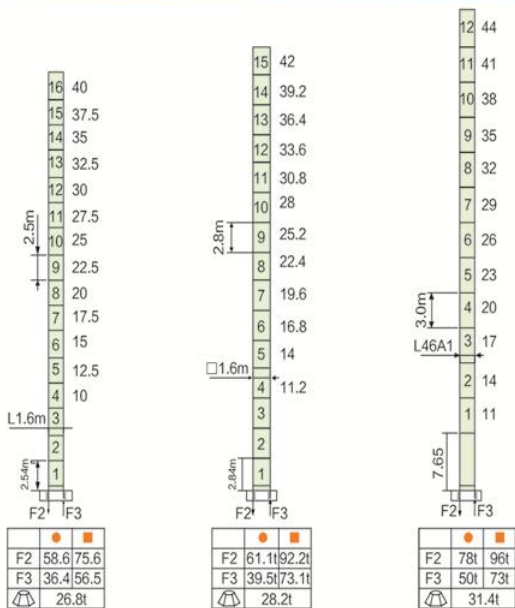 16 40
15 37.5
14 35
13 32.5
12 30
11 27.5
10 25
2.5m
9 22.5
8 20
7 17.5
6 15
5 12.5
4 10
L1.6m
3
2
2.54m
1
F2 F3
F2 58.6 75.6
F3 36.4 56.5
26.8t
15 42
14 39.2
13 36.4
12 33.6
11 30.8
10 28
2.8m
9 25.2
8 22.4
7 19.6
6 16.8
5 14
□1.6m
4 11.2
3
2
2.84m
1
F2 F3
F2 61.1t 92.2t
F3 39.5t 73.1t
28.2t
12 44
11 41
10 38
9 35
8 32
7 29
6 26
5 23
3.0m
4 20
L46A1
3 17
2 14
1 11
7.65
F2 F3
F2 78t 96t
F3 50t 73t
31.4t